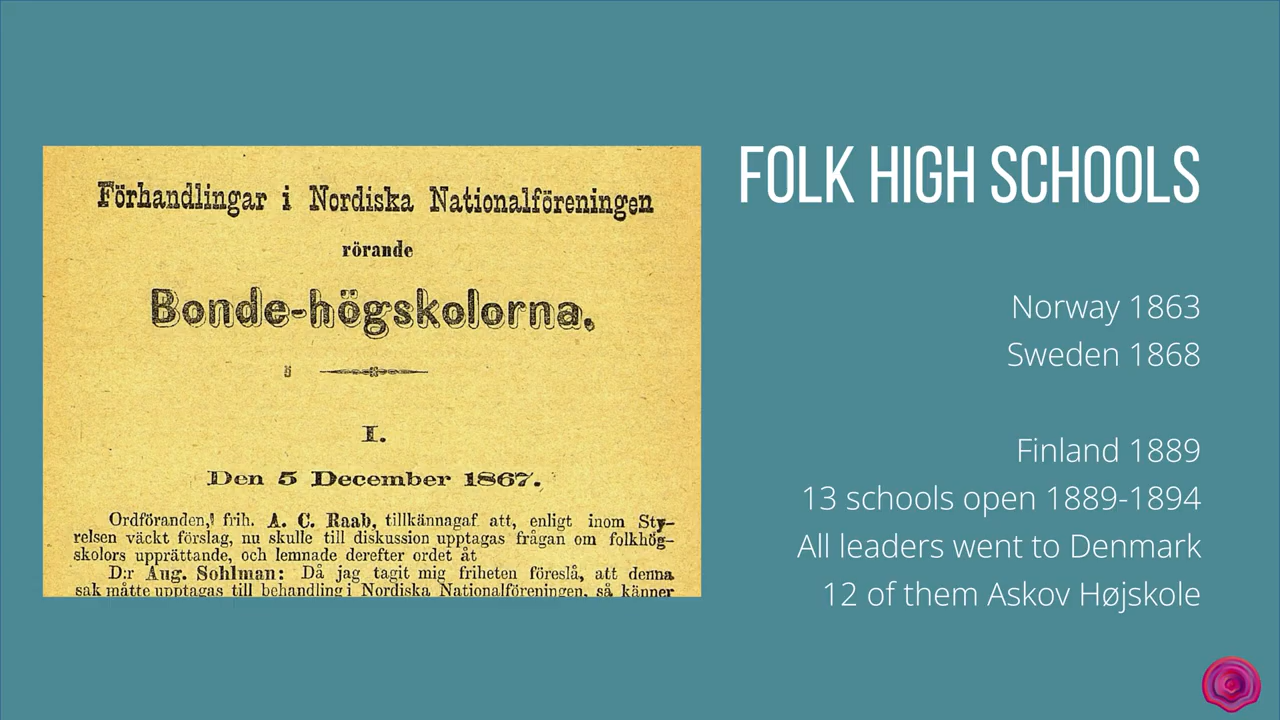 Förhandlingar i Nordiska Nationalföreningen
rörande
Bonde-högskolorna.
I.
Den 5 December 1867.
Ordföranden, frih. A. C. Raab, tillkännagaf att, enligt inom Sty-
relsen väckt förslag, nu skulle till diskussion upptagas frågan om folkhög-
skolors upprättande, och lemnade derefter ordet åt
D:r Aug. Sohlman: Då jag tagit mig friheten föreslå, att denna
sak måtte upptagas till behandling i Nordiska Nationalföreningen, så känner
FOLK HIGH SCHOOLS
Norway 1863
Sweden 1868
Finland 1889
13 schools open 1889-1894
All leaders went to Denmark
12 of them Askov Højskole